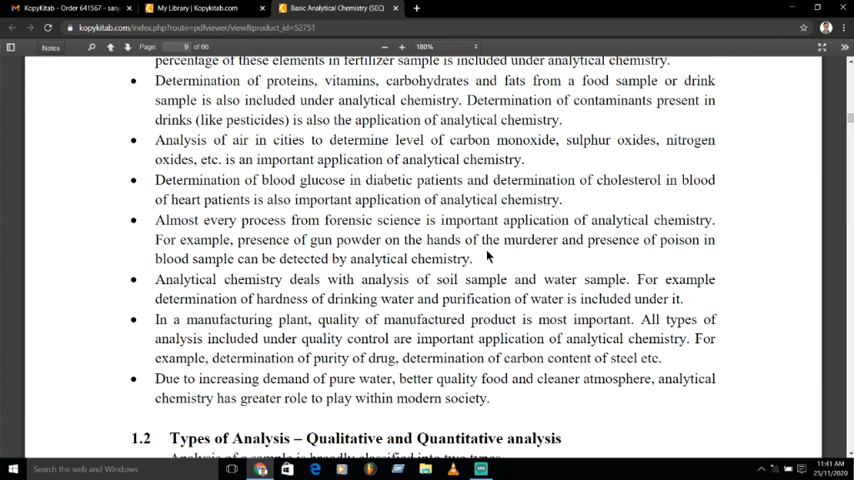 KopyKitab - Order 641567 - sanj
My Library | Kopykitab.com
Basic Analytical Chemistry (SEC)
kopykitab.com/index.php?route=pdfviewer/view&product_id=52751
Notes
Page: 9 of 66
180%
percentage of these elements in fertilizer sample is included under analytical chemistry.
• Determination of proteins, vitamins, carbohydrates and fats from a food sample or drink
sample is also included under analytical chemistry. Determination of contaminants present in
drinks (like pesticides) is also the application of analytical chemistry.
• Analysis of air in cities to determine level of carbon monoxide, sulphur oxides, nitrogen
oxides, etc. is an important application of analytical chemistry.
• Determination of blood glucose in diabetic patients and determination of cholesterol in blood
of heart patients is also important application of analytical chemistry.
• Almost every process from forensic science is important application of analytical chemistry.
For example, presence of gun powder on the hands of the murderer and presence of poison in
blood sample can be detected by analytical chemistry.
• Analytical chemistry deals with analysis of soil sample and water sample. For example
determination of hardness of drinking water and purification of water is included under it.
• In a manufacturing plant, quality of manufactured product is most important. All types of
analysis included under quality control are important application of analytical chemistry. For
example, determination of purity of drug, determination of carbon content of steel etc.
• Due to increasing demand of pure water, better quality food and cleaner atmosphere, analytical
chemistry has greater role to play within modern society.
1.2 Types of Analysis – Qualitative and Quantitative analysis
Analysis of a sample is broadly classified into two types
Search the web and Windows
11:41 AM
25/11/2020